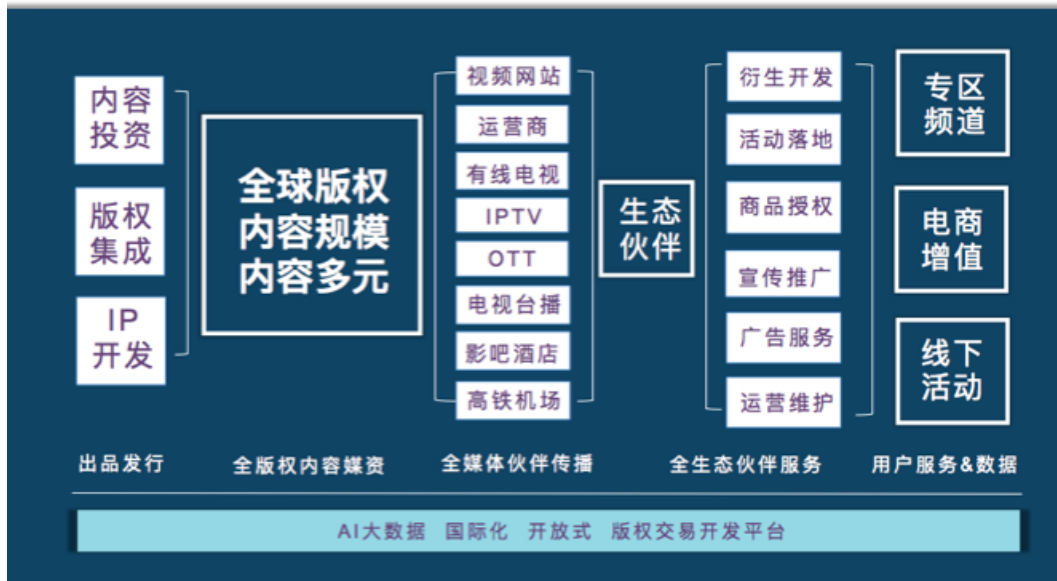 内容
投资
版权
集成
IP
开发
全球版权
内容规模
内容多元
视频网站
运营商
有线电视
IPTV
OTT
电视台播
影吧酒店
高铁机场
生态
伙伴
衍生开发
活动落地
商品授权
宣传推广
广告服务
运营维护
专区
频道
电商
增值
线下
活动
出品发行
全版权内容媒资
全媒体伙伴传播
全生态伙伴服务
用户服务&数据
AI大数据 国际化 开放式 版权交易开发平台